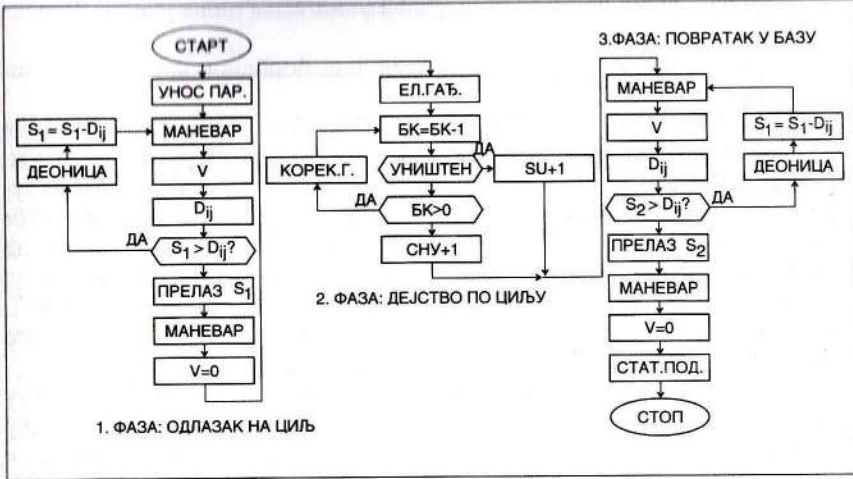 СТАРТ
УНОС ПАР.
МАНЕВАР
V
Dij
S1 > Dij?
ДА
ДЕОНИЦА
S1 = S1-Dij
ПРЕЛАЗ S1
МАНЕВАР
V=0
1. ФАЗА: ОДЛАЗАК НА ЦИЉ
ЕЛ.ГАЂ.
БК=БК-1
УНИШТЕН
ДА
SU+1
КОРЕК.Г.
ДА
БК>0
СНУ+1
2. ФАЗА: ДЕЈСТВО ПО ЦИЉУ
3.ФАЗА: ПОВРАТАК У БАЗУ
МАНЕВАР
V
Dij
S2 > Dij?
ДА
ДЕОНИЦА
S1 = S1-Dij
ПРЕЛАЗ S2
МАНЕВАР
V=0
СТАТ.ПОД.
СТОП